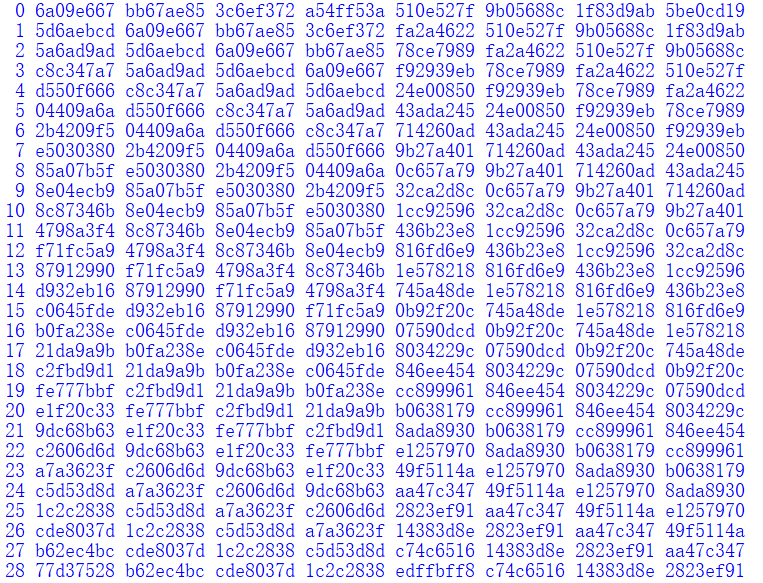 0 6a09e667 bb67ae85 3c6ef372 a54ff53a 510e527f 9b05688c 1f83d9ab 5be0cd19
1 5d6aebcd 6a09e667 bb67ae85 3c6ef372 fa2a4622 510e527f 9b05688c 1f83d9ab
2 5a6ad9ad 5d6aebcd 6a09e667 bb67ae85 78ce7989 fa2a4622 510e527f 9b05688c
3 c8c347a7 5a6ad9ad 5d6aebcd 6a09e667 f92939eb 78ce7989 fa2a4622 510e527f
4 d550f666 c8c347a7 5a6ad9ad 5d6aebcd 24e00850 f92939eb 78ce7989 fa2a4622
5 04409a6a d550f666 c8c347a7 5a6ad9ad 43ada245 24e00850 f92939eb 78ce7989
6 2b4209f5 04409a6a d550f666 c8c347a7 714260ad 43ada245 24e00850 f92939eb
7 e5030380 2b4209f5 04409a6a d550f666 9b27a401 714260ad 43ada245 24e00850
8 85a07b5f e5030380 2b4209f5 04409a6a 0c657a79 9b27a401 714260ad 43ada245
9 8e04ecb9 85a07b5f e5030380 2b4209f5 32ca2d8c 0c657a79 9b27a401 714260ad
10 8c87346b 8e04ecb9 85a07b5f e5030380 1cc92596 32ca2d8c 0c657a79 9b27a401
11 4798a3f4 8c87346b 8e04ecb9 85a07b5f 436b23e8 1cc92596 32ca2d8c 0c657a79
12 f71fc5a9 4798a3f4 8c87346b 8e04ecb9 816fd6e9 436b23e8 1cc92596 32ca2d8c
13 87912990 f71fc5a9 4798a3f4 8c87346b 1e578218 816fd6e9 436b23e8 1cc92596
14 d932eb16 87912990 f71fc5a9 4798a3f4 745a48de 1e578218 816fd6e9 436b23e8
15 c0645fde d932eb16 87912990 f71fc5a9 0b92f20c 745a48de 1e578218 816fd6e9
16 b0fa238e c0645fde d932eb16 87912990 07590dcd 0b92f20c 745a48de 1e578218
17 21da9a9b b0fa238e c0645fde d932eb16 8034229c 07590dcd 0b92f20c 745a48de
18 c2fbd9d1 21da9a9b b0fa238e c0645fde 846ee454 8034229c 07590dcd 0b92f20c
19 fe777bbf c2fbd9d1 21da9a9b b0fa238e cc899961 846ee454 8034229c 07590dcd
20 e1f20c33 fe777bbf c2fbd9d1 21da9a9b b0638179 cc899961 846ee454 8034229c
21 9dc68b63 e1f20c33 fe777bbf c2fbd9d1 8ada8930 b0638179 cc899961 846ee454
22 c2606d6d 9dc68b63 e1f20c33 fe777bbf e1257970 8ada8930 b0638179 cc899961
23 a7a3623f c2606d6d 9dc68b63 e1f20c33 49f5114a e1257970 8ada8930 b0638179
24 c5d53d8d a7a3623f c2606d6d 9dc68b63 aa47c347 49f5114a e1257970 8ada8930
25 1c2c2838 c5d53d8d a7a3623f c2606d6d 2823ef91 aa47c347 49f5114a e1257970
26 cde8037d 1c2c2838 c5d53d8d a7a3623f 14383d8e 2823ef91 aa47c347 49f5114a
27 b62ec4bc cde8037d 1c2c2838 c5d53d8d c74c6516 14383d8e 2823ef91 aa47c347
28 77d37528 b62ec4bc cde8037d 1c2c2838 edffbff8 c74c6516 14383d8e 2823ef91